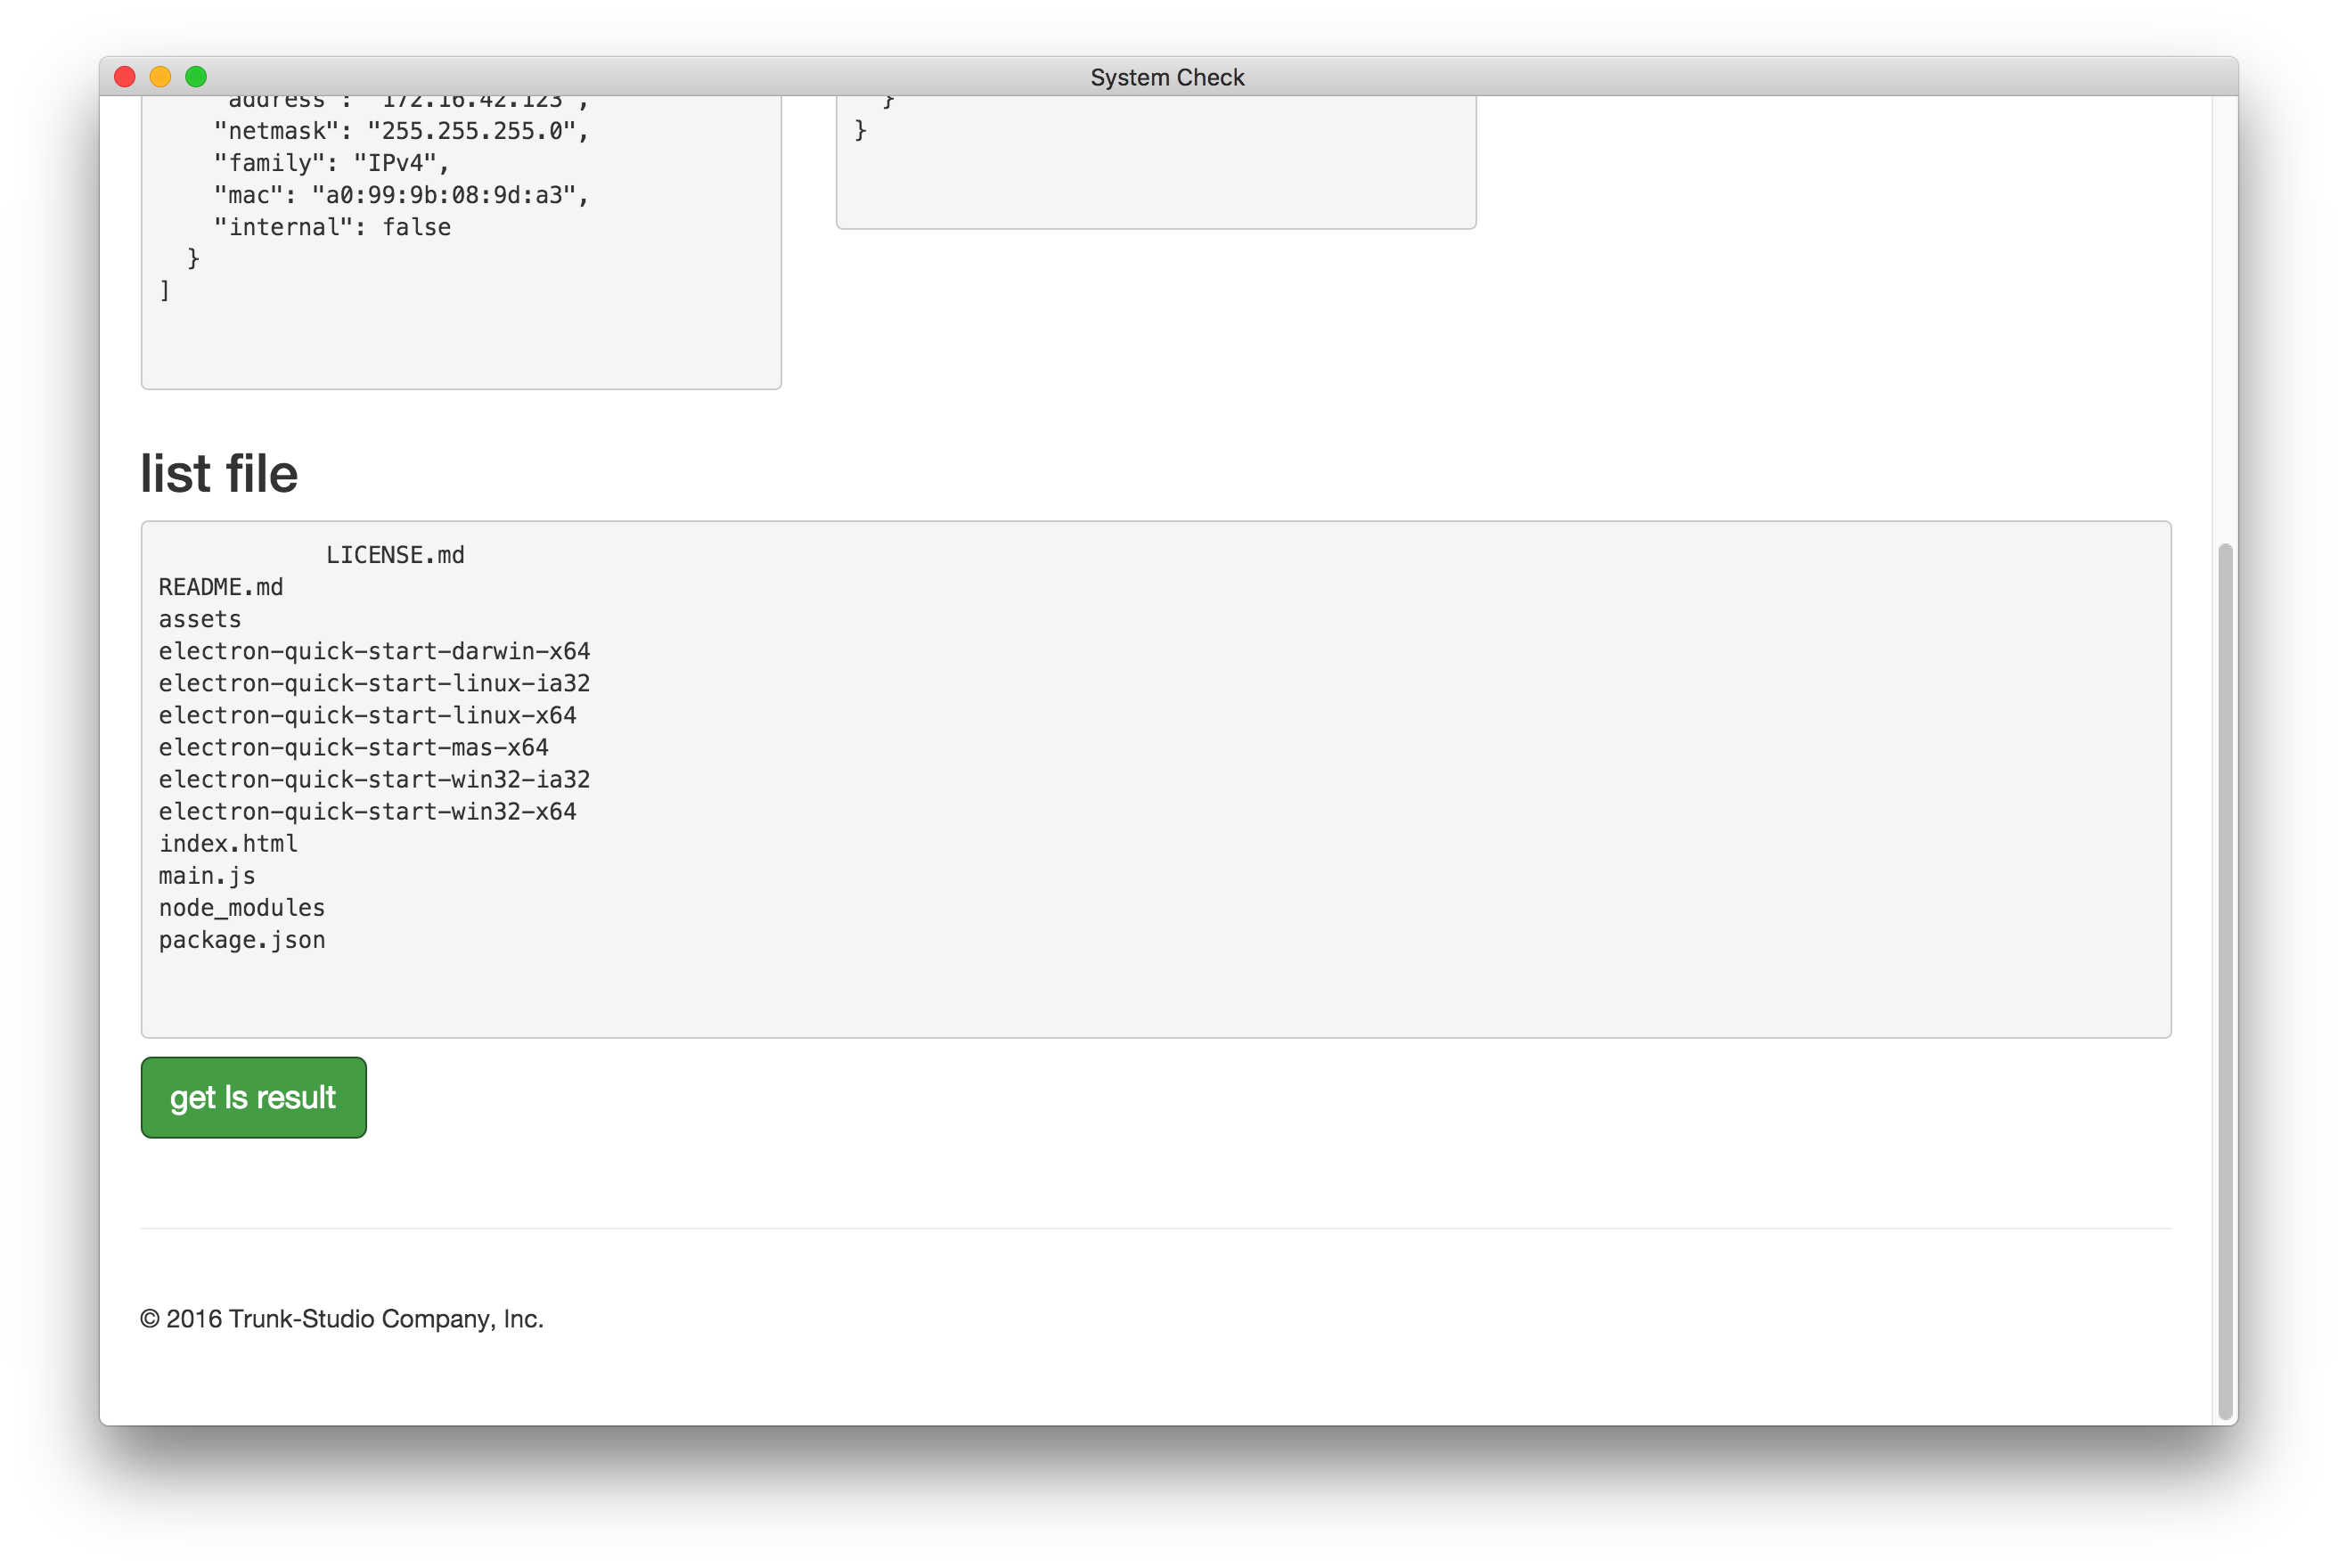 System Check
"address": "172.16.42.123",
"netmask": "255.255.255.0",
"family": "IPv4",
"mac": "a0:99:9b:08:9d:a3",
"internal": false
}
]
}
}
list file
LICENSE.md
README.md
assets
electron-quick-start-darwin-x64
electron-quick-start-linux-ia32
electron-quick-start-linux-x64
electron-quick-start-mas-x64
electron-quick-start-win32-ia32
electron-quick-start-win32-x64
index.html
main.js
node_modules
package.json
get ls result
© 2016 Trunk-Studio Company, Inc.